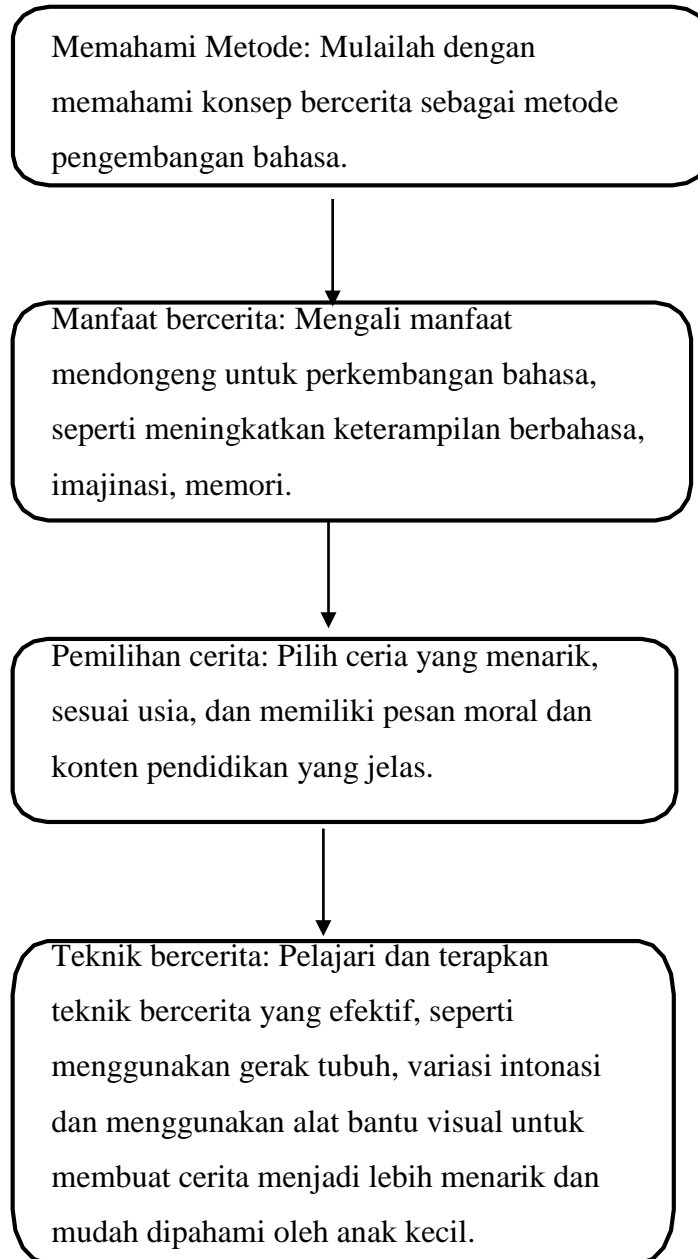 Memahami Metode: Mulailah dengan
memahami konsep bercerita sebagai metode
pengembangan bahasa.
Manfaat bercerita: Mengali manfaat
mendongeng untuk perkembangan bahasa,
seperti meningkatkan keterampilan berbahasa,
imajinasi, memori.
Pemilihan cerita: Pilih ceria yang menarik,
sesuai usia, dan memiliki pesan moral dan
konten pendidikan yang jelas.
Teknik bercerita: Pelajari dan terapkan
teknik bercerita yang efektif, seperti
menggunakan gerak tubuh, variasi intonasi
dan menggunakan alat bantu visual untuk
membuat cerita menjadi lebih menarik dan
mudah dipahami oleh anak kecil.